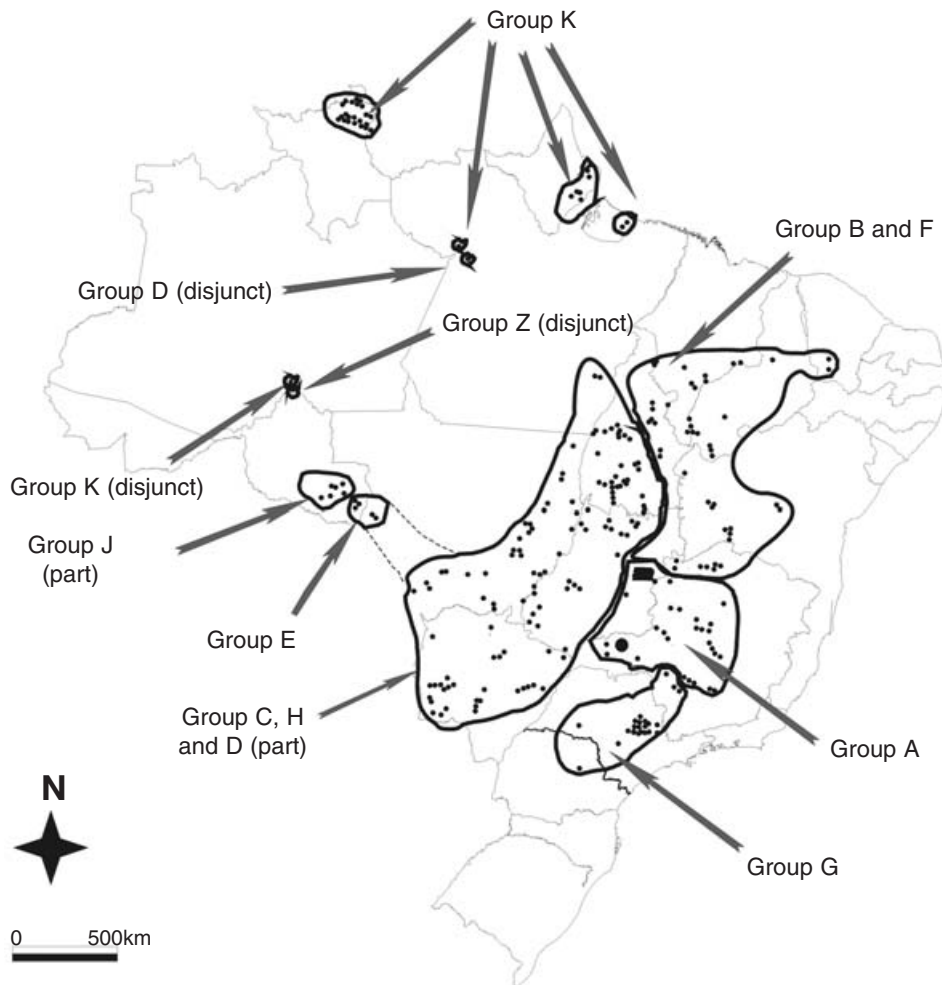 Group K
Group B and F
Group D (disjunct)
Group Z (disjunct)
Group K (disjunct)
Group J
(part)
Group E
Group C, H
and D (part)
Group A
N
Group G
0 500km